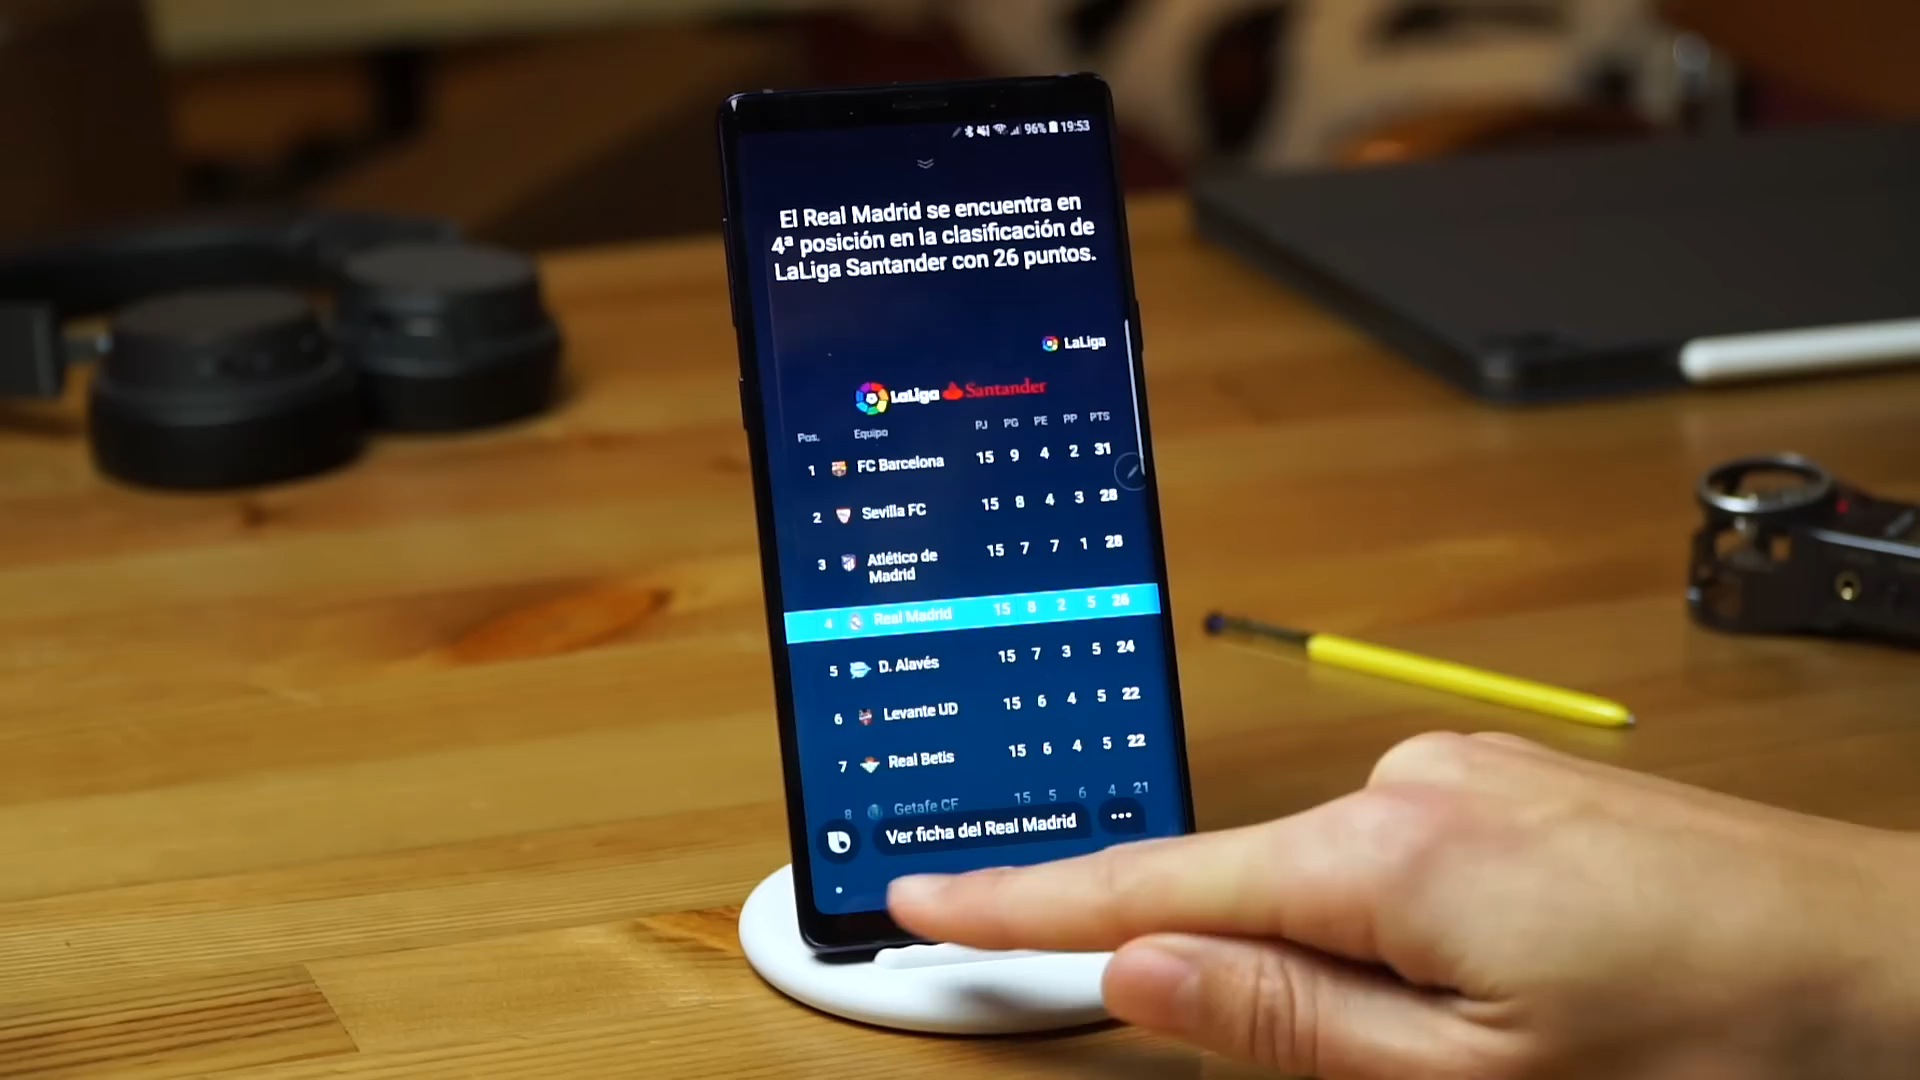 96% 19:53
El Real Madrid se encuentra en
4ª posición en la clasificación de
LaLiga Santander con 26 puntos.
LaLiga
LaLiga Santander
Pos. Equipo PJ PG PE PP PTS
1 FC Barcelona 15 9 4 2 31
2 Sevilla FC 15 8 4 3 28
3 Atlético de Madrid 15 7 7 1 28
4 Real Madrid 15 8 2 5 26
5 D. Alavés 15 7 3 5 24
6 Levante UD 15 6 4 5 22
7 Real Betis 15 6 4 5 22
8 Getafe CF 15 5 6 4 21
Ver ficha del Real Madrid